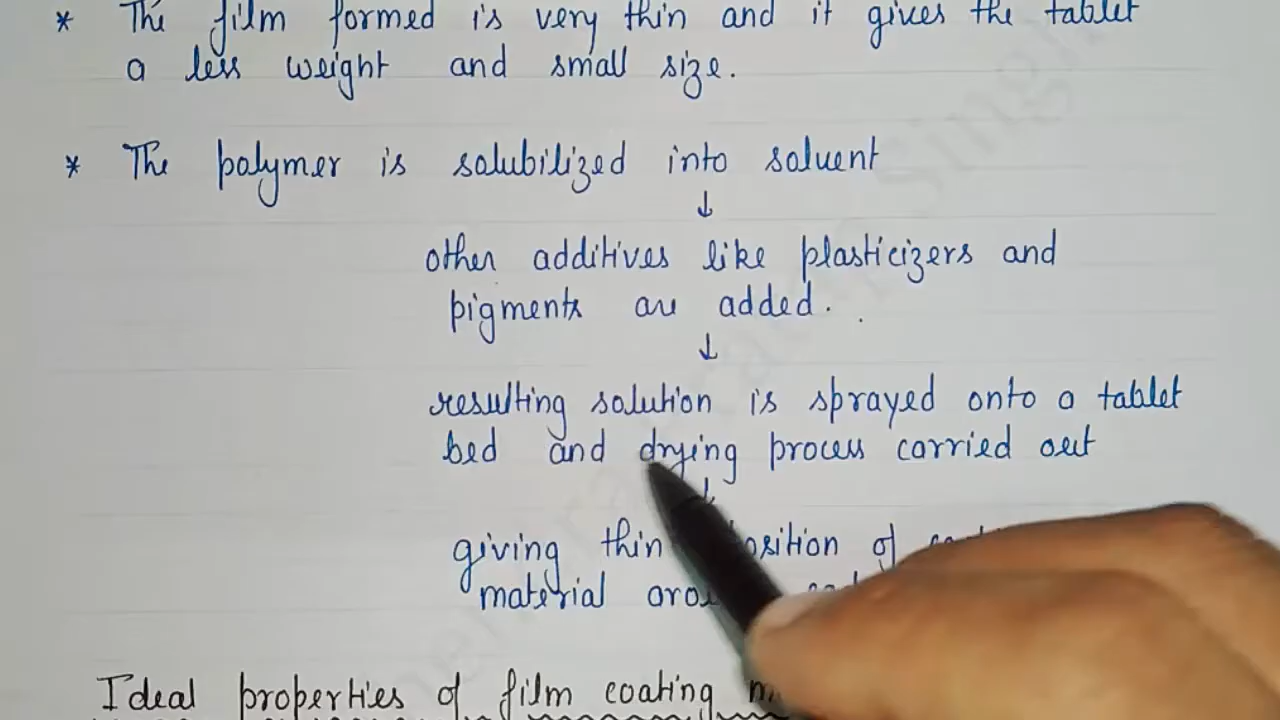 * The film formed is very thin and it gives the tablet
a less weight and small size.
* The polymer is solubilized into solvent
↓
other additives like plasticizers and
pigments are added.
↓
resulting solution is sprayed onto a tablet
bed and drying process carried out
↓
giving thin of
material
Ideal properties of film coating